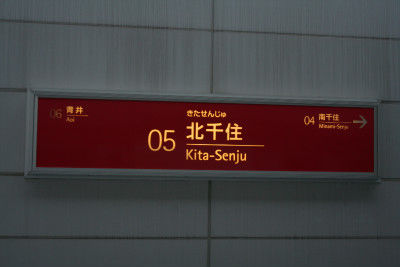 06 青井
Aoi
きたせんじゅ
05 北千住
Kita-Senju
04 南千住
Minami-Senju